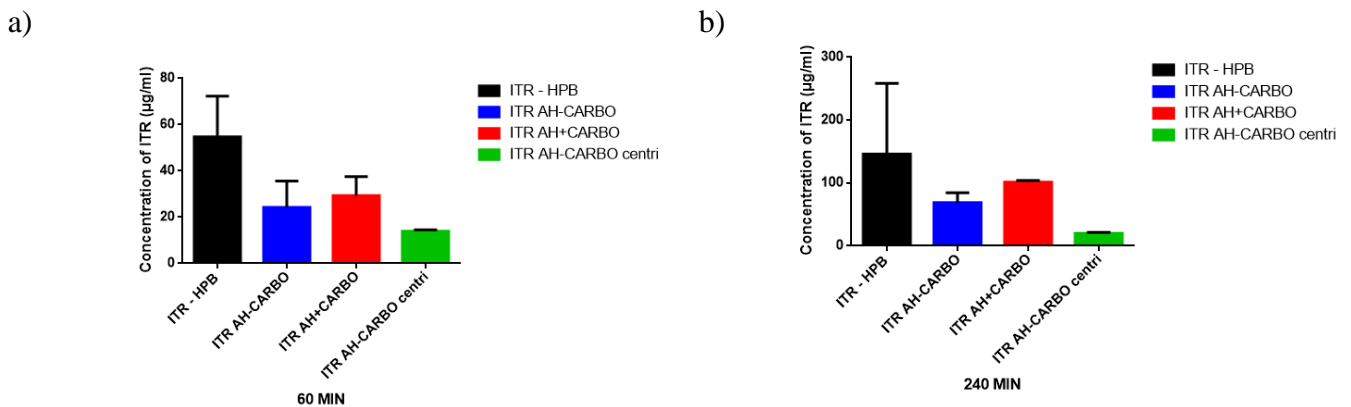 a)
Concentration of ITR (µg/ml)
80
60
40
20
0
ITR - HPB
ITR AH-CARBO
ITR AH+CARBO
ITR AH-CARBO centri
60 MIN
ITR - HPB
ITR AH-CARBO
ITR AH+CARBO
ITR AH-CARBO centri
b)
Concentration of ITR (µg/ml)
300
200
100
0
ITR - HPB
ITR AH-CARBO
ITR AH+CARBO
ITR AH-CARBO centri
240 MIN
ITR - HPB
ITR AH-CARBO
ITR AH+CARBO
ITR AH-CARBO centri